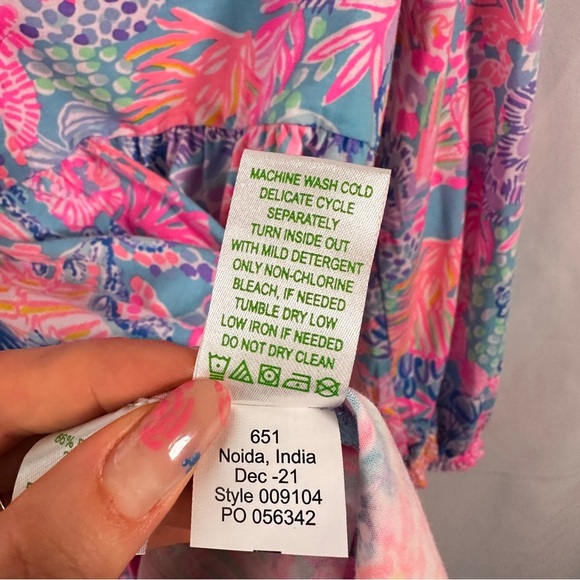 MACHINE WASH COLD
DELICATE CYCLE
SEPARATELY
TURN INSIDE OUT
WITH MILD DETERGENT
ONLY NON-CHLORINE
BLEACH, IF NEEDED
TUMBLE DRY LOW
LOW IRON IF NEEDED
DO NOT DRY CLEAN
66%
651
Noida, India
Dec -21
Style 009104
PO 056342